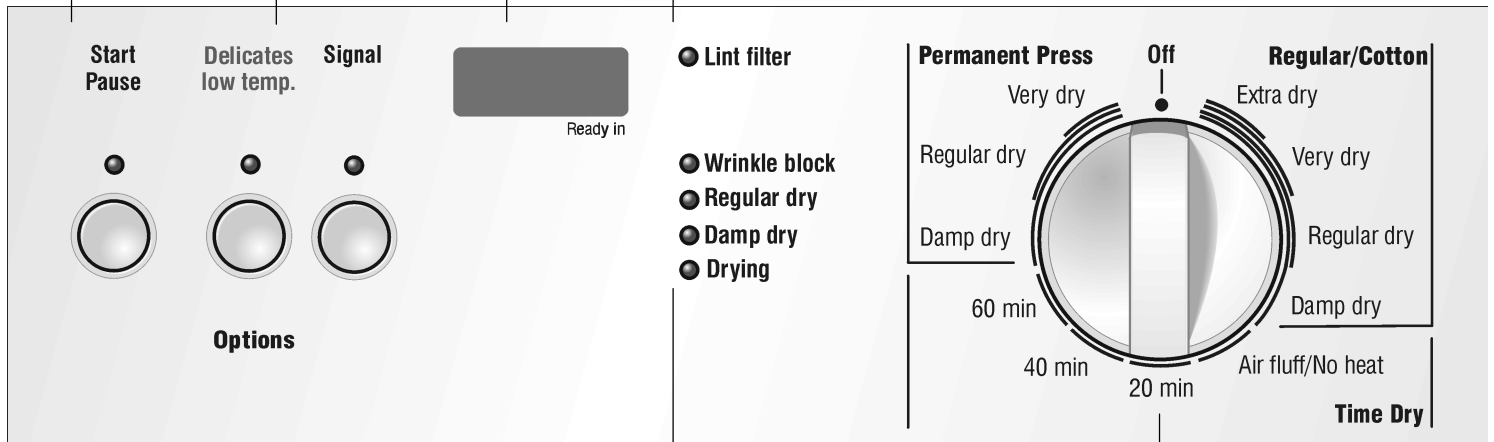 Start
Pause
Delicates
low temp.
Signal
Options
Ready in
Lint filter
Wrinkle block
Regular dry
Damp dry
Drying
Permanent Press
Off
Regular/Cotton
Very dry
Regular dry
Damp dry
Extra dry
Very dry
Regular dry
Damp dry
60 min
40 min
20 min
Air fluff/No heat
Time Dry